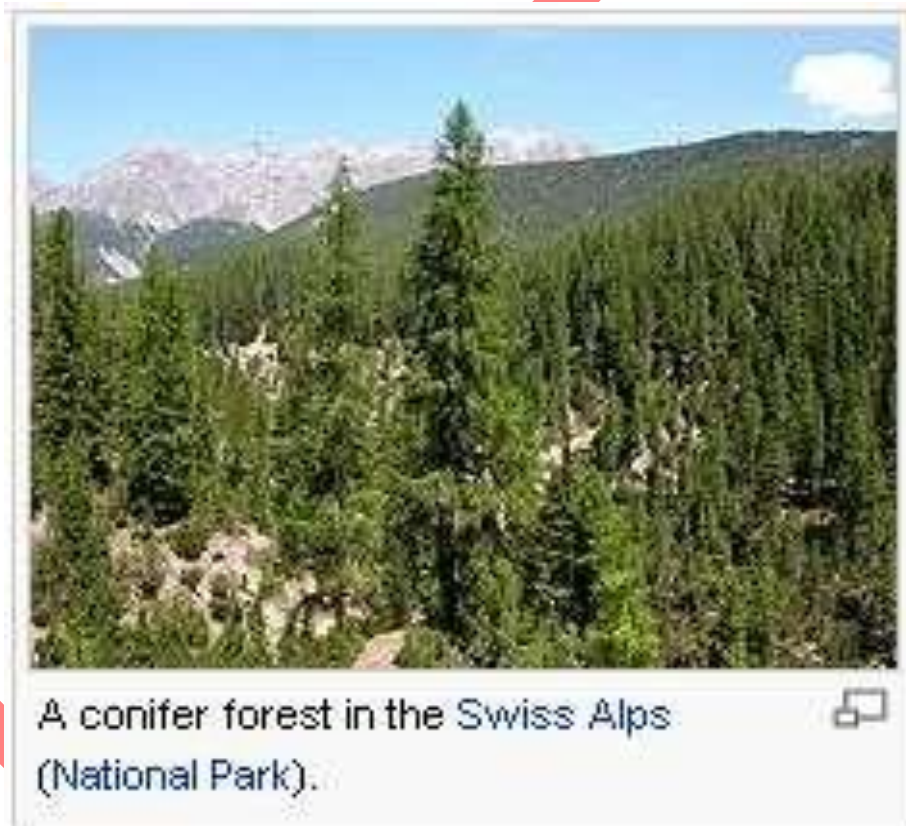 A conifer forest in the Swiss Alps
(National Park).